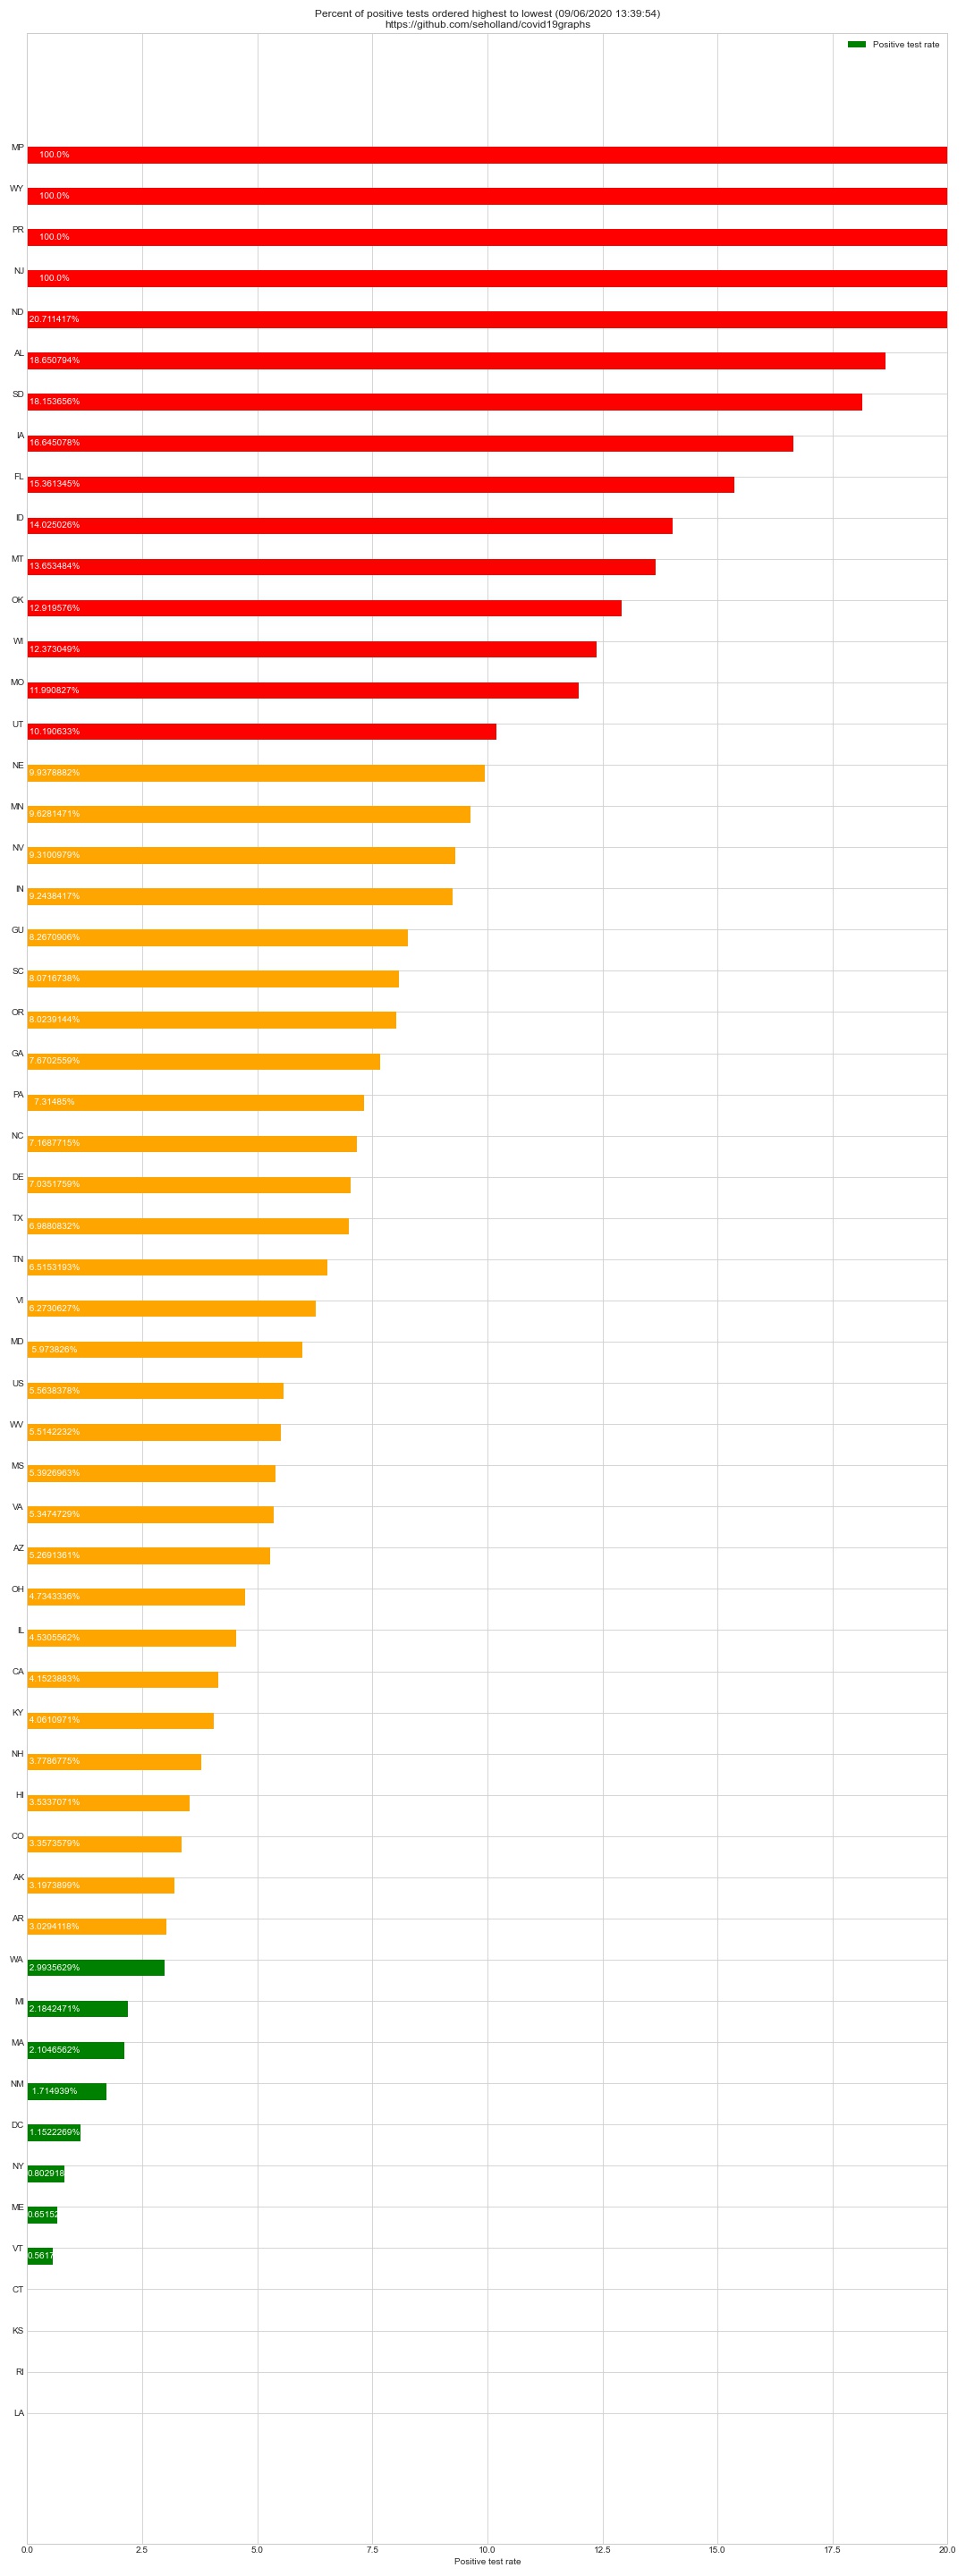 Percent of positive tests ordered highest to lowest (09/06/2020 13:39:54)
https://github.com/seholland/covid19graphs
Positive test rate
MP 100.0%
WY 100.0%
PR 100.0%
NJ 100.0%
ND 20.711417%
AL 18.650794%
SD 18.153656%
IA 16.645078%
FL 15.361345%
ID 14.025026%
MT 13.653484%
OK 12.919576%
WI 12.373049%
MO 11.990827%
UT 10.190633%
NE 9.9378882%
MN 9.6281471%
NV 9.3100979%
IN 9.2438417%
GU 8.2670906%
SC 8.0716738%
OR 8.0239144%
GA 7.6702559%
PA 7.31485%
NC 7.1687715%
DE 7.0351759%
TX 6.9880832%
TN 6.5153193%
VI 6.2730627%
MD 5.973826%
US 5.5638378%
WV 5.5142232%
MS 5.3926963%
VA 5.3474729%
AZ 5.2691361%
OH 4.7343336%
IL 4.5305562%
CA 4.1523883%
KY 4.0610971%
NH 3.7786775%
HI 3.5337071%
CO 3.3573579%
AK 3.1973899%
AR 3.0294118%
WA 2.9935629%
MI 2.1842471%
MA 2.1046562%
NM 1.714939%
DC 1.1522269%
NY 0.802918
ME 0.65152
VT 0.5617
CT
KS
RI
LA
0.0 2.5 5.0 7.5 10.0 12.5 15.0 17.5 20.0
Positive test rate